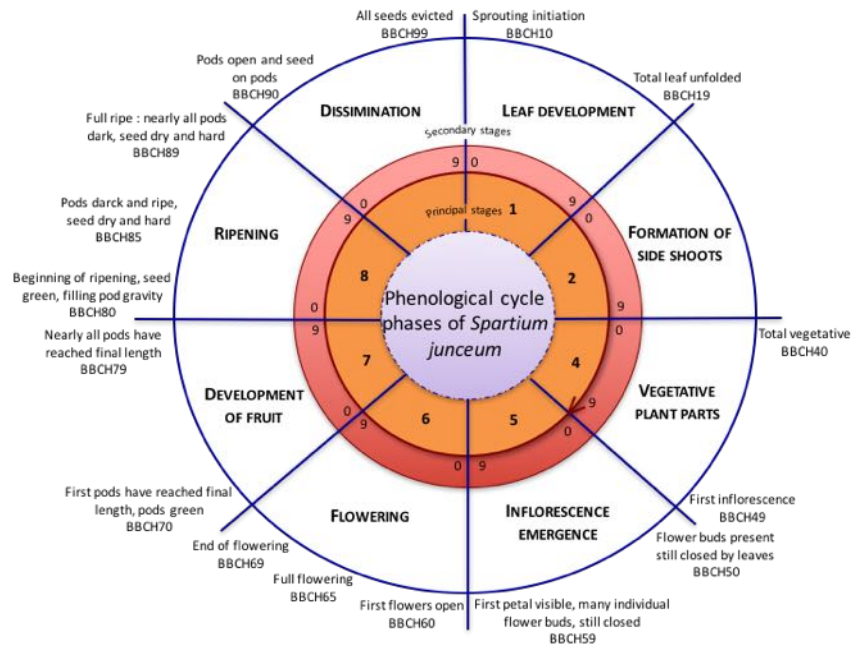 All seeds evicted
BBCH99
Sprouting initiation
BBCH10
Pods open and seed
on pods
BBCH90
Total leaf unfolded
BBCH19
DISSIMINATION
LEAF DEVELOPMENT
Full ripe : nearly all pods
dark, seed dry and hard
BBCH89
Secondary stages
9 0
9 0
0 9
Principal stages 1
Pods darck and ripe,
seed dry and hard
BBCH85
RIPENING
FORMATION OF
SIDE SHOOTS
8
2
Beginning of ripening, seed
green, filling pod gravity
BBCH80
Phenological cycle
phases of Spartium
junceum
0
9
9
0
Nearly all pods have
reached final length
BBCH79
Total vegetative
BBCH40
7
4
DEVELOPMENT
OF FRUIT
VEGETATIVE
PLANT PARTS
0 9
9 0
6
5
0 9
First pods have reached final
length, pods green
BBCH70
First inflorescence
BBCH49
FLOWERING
INFLORESCENCE
EMERGENCE
Flower buds present
still closed by leaves
BBCH50
End of flowering
BBCH69
Full flowering
BBCH65
First flowers open
BBCH60
First petal visible, many individual
flower buds, still closed
BBCH59